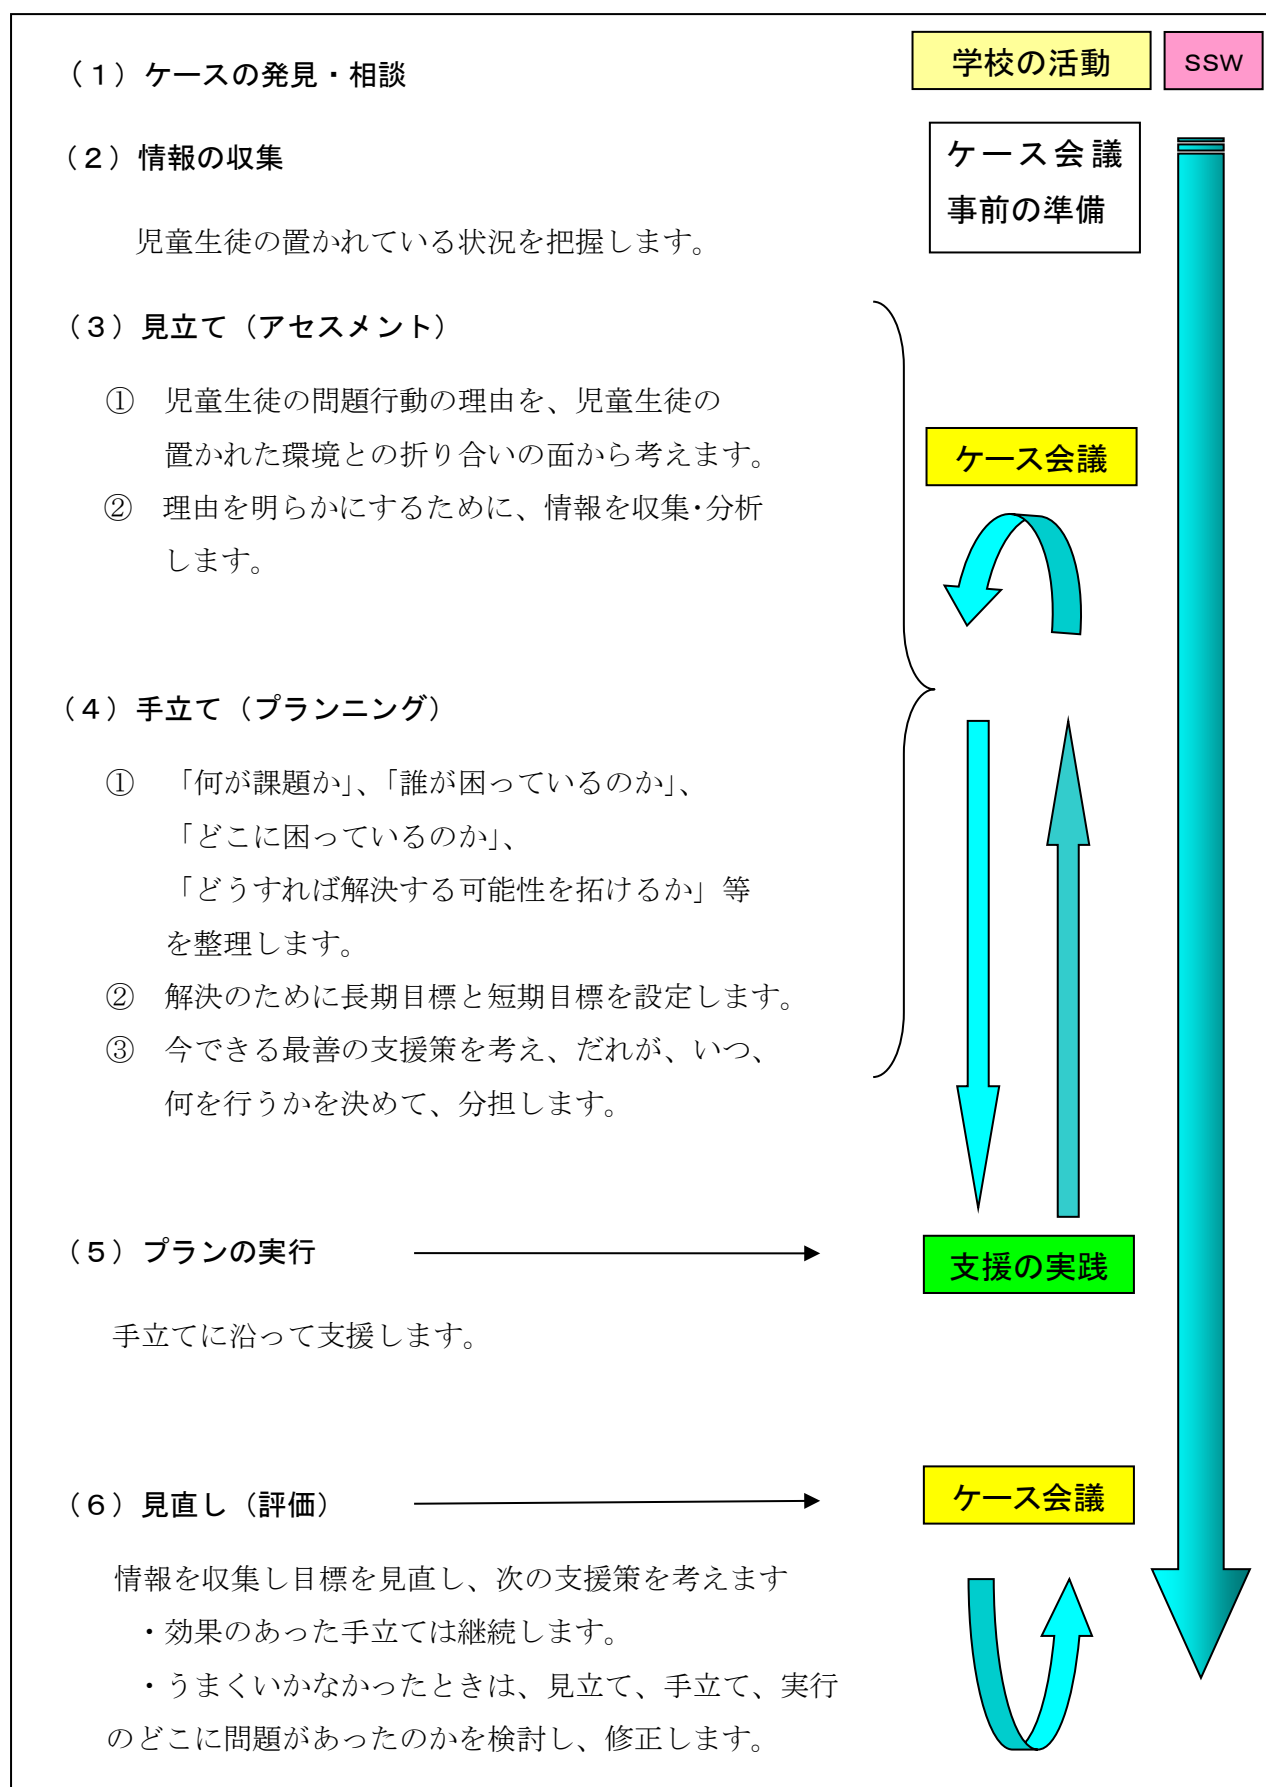 （１）ケースの発見・相談
学校の活動
SSW
（２）情報の収集
ケース会議
事前の準備
児童生徒の置かれている状況を把握します。
（３）見立て（アセスメント）
① 児童生徒の問題行動の理由を、児童生徒の
置かれた環境との折り合いの面から考えます。
ケース会議
② 理由を明らかにするために、情報を収集・分析
します。
（４）手立て（プランニング）
① 「何が課題か」、「誰が困っているのか」、
「どこに困っているのか」、
「どうすれば解決する可能性を拓けるか」等
を整理します。
② 解決のために長期目標と短期目標を設定します。
③ 今できる最善の支援策を考え、だれが、いつ、
何を行うかを決めて、分担します。
（５）プランの実行
支援の実践
手立てに沿って支援します。
（６）見直し（評価）
ケース会議
情報を収集し目標を見直し、次の支援策を考えます
・効果のあった手立ては継続します。
・うまくいかなかったときは、見立て、手立て、実行
のどこに問題があったのかを検討し、修正します。